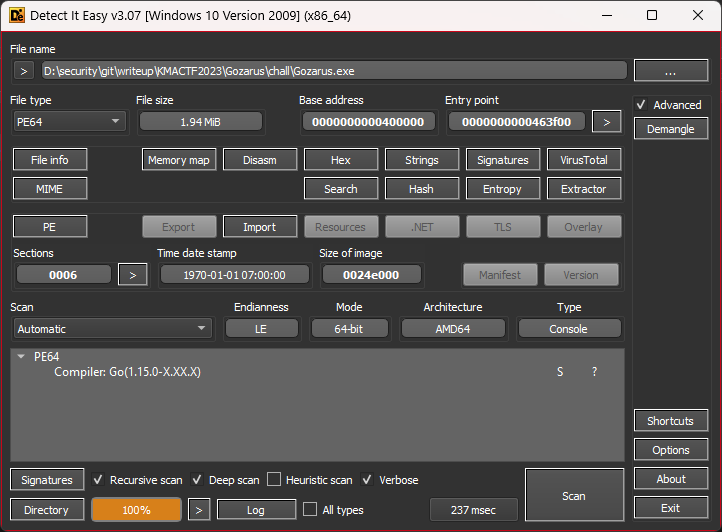 Detect It Easy v3.07 [Windows 10 Version 2009] (x86_64)
File name
> D:\security\git\writeup\KMACTF2023\Gozarus\chall\Gozarus.exe ...
File type File size Base address Entry point Advanced
PE64 1.94 MiB 0000000000400000 0000000000463f00 > Demangle
File info Memory map Disasm Hex Strings Signatures VirusTotal
MIME Search Hash Entropy Extractor
PE Export Import Resources .NET TLS Overlay
Sections Time date stamp Size of image
0006 > 1970-01-01 07:00:00 0024e000 Manifest Version
Scan Endianness Mode Architecture Type
Automatic LE 64-bit AMD64 Console
PE64
Compiler: Go(1.15.0-X.XX.X) S ?
Shortcuts
Options
Signatures Recursive scan Deep scan Heuristic scan Verbose Scan About
Directory 100% > Log All types 237 msec Exit